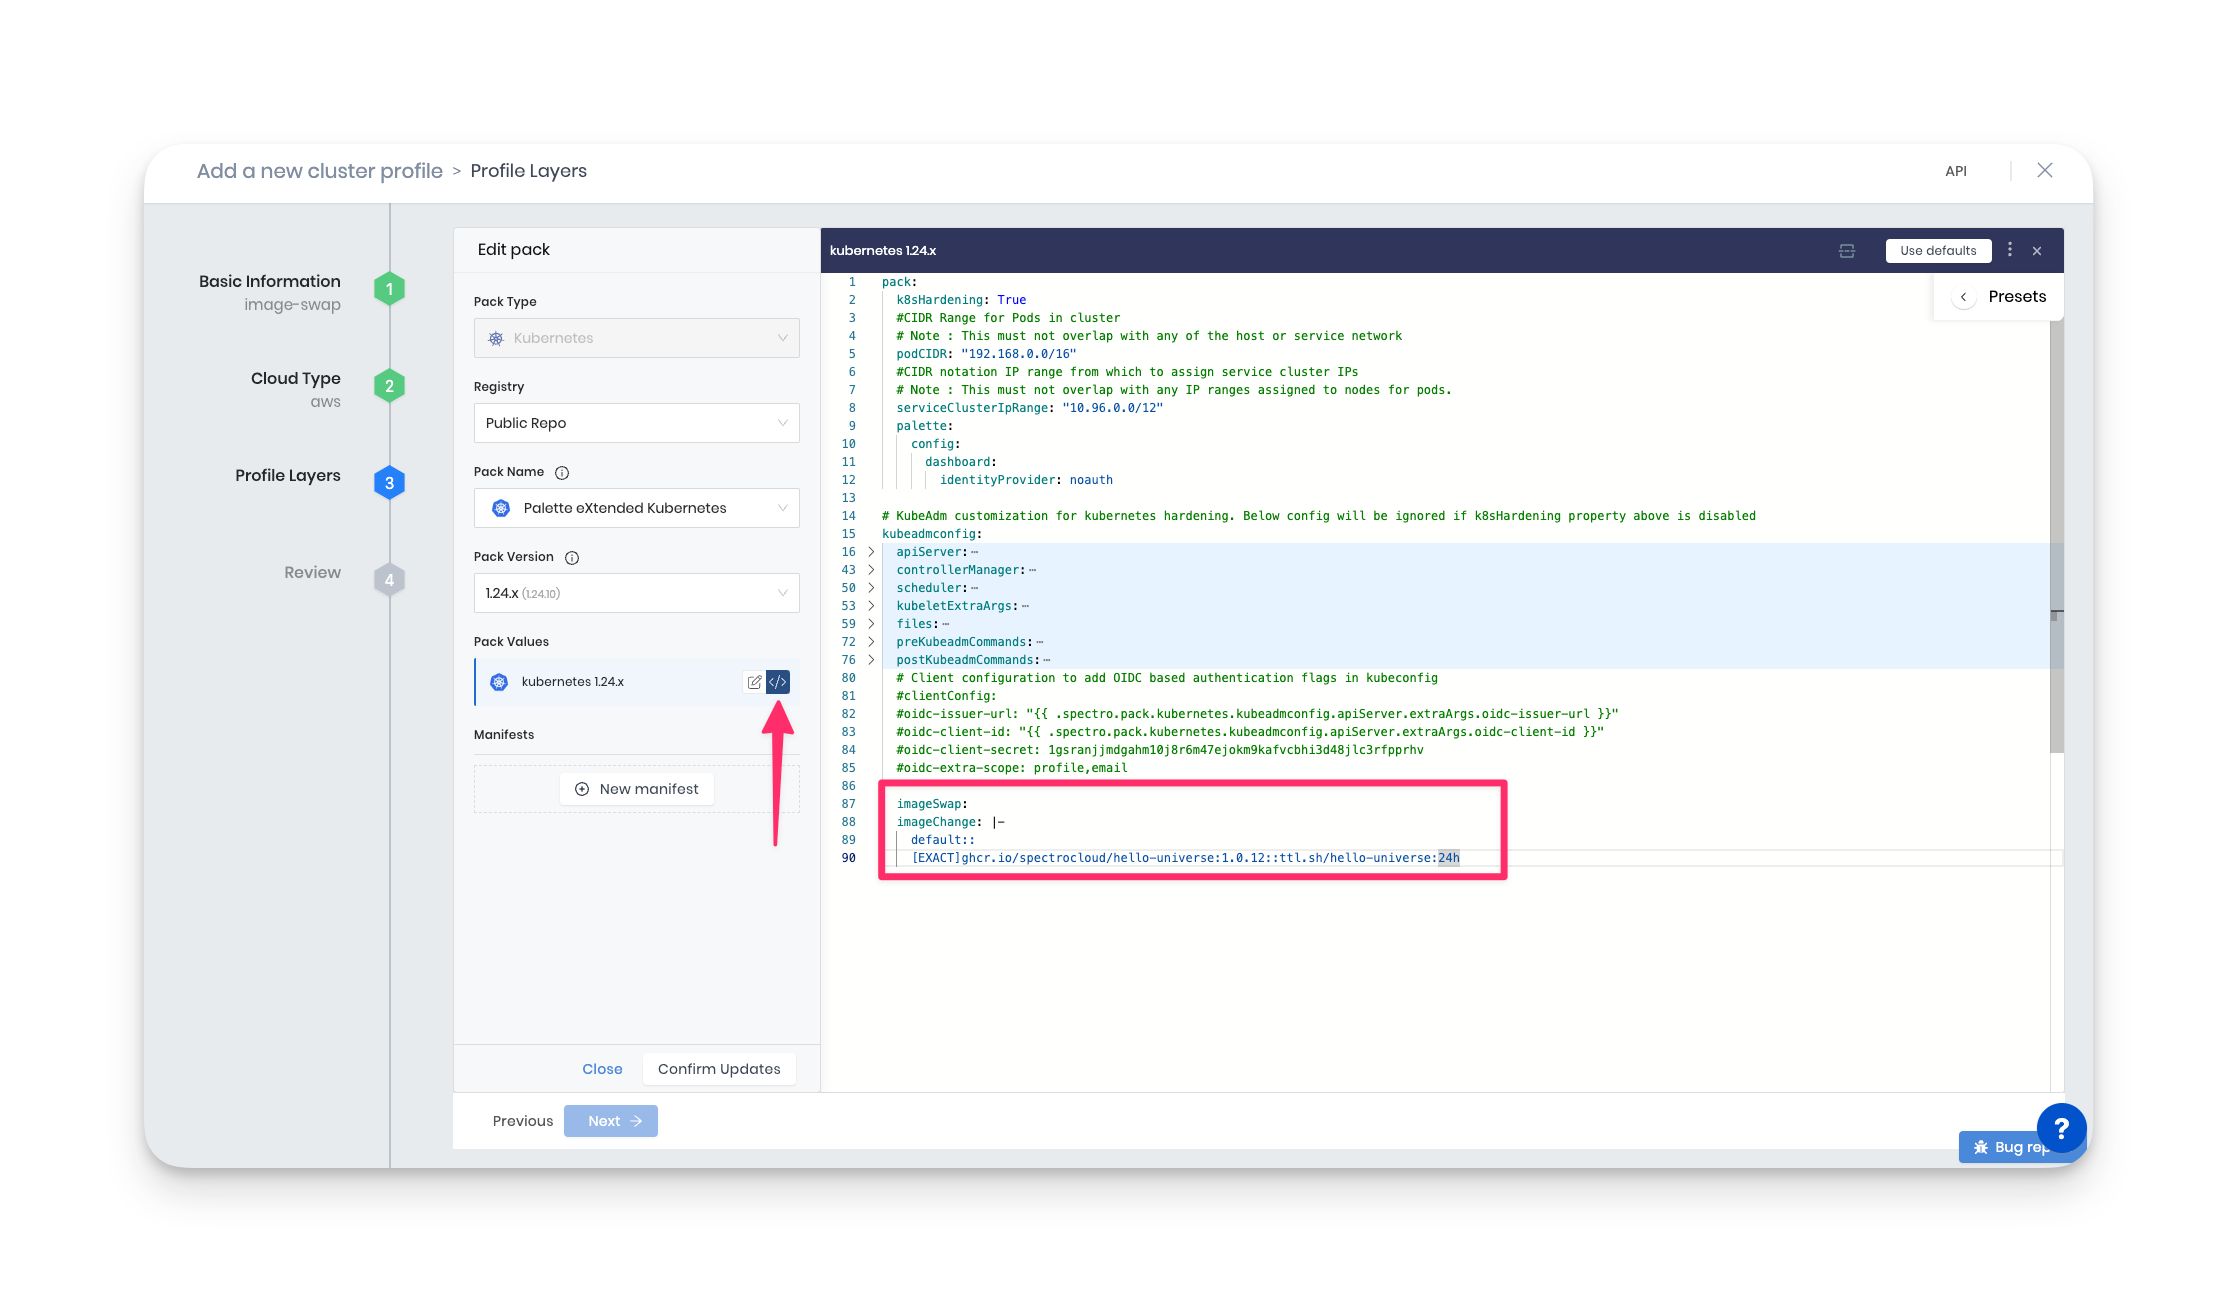 Add a new cluster profile > Profile Layers
API
Basic Information
image-swap
1
Cloud Type
aws
2
Profile Layers
3
Review
4
Edit pack
Pack Type
Kubernetes
Registry
Public Repo
Pack Name
Palette eXtended Kubernetes
Pack Version
1.24.x (1.24.10)
Pack Values
kubernetes 1.24.x
Manifests
New manifest
Close
Confirm Updates
Previous
Next
kubernetes 1.24.x
Use defaults
Presets
1 pack:
2 k8sHardening: True
3 #CIDR Range for Pods in cluster
4 # Note : This must not overlap with any of the host or service network
5 podCIDR: "192.168.0.0/16"
6 #CIDR notation IP range from which to assign service cluster IPs
7 # Note : This must not overlap with any IP ranges assigned to nodes for pods.
8 serviceClusterIpRange: "10.96.0.0/12"
9 palette:
10 config:
11 dashboard:
12 identityProvider: noauth
13
14 # KubeAdm customization for kubernetes hardening. Below config will be ignored if k8sHardening property above is disabled
15 kubeadmconfig:
16 apiServer:
43 controllerManager:
50 scheduler:
53 kubeletExtraArgs:
59 files:
72 preKubeadmCommands:
76 postKubeadmCommands:
80 # Client configuration to add OIDC based authentication flags in kubeconfig
81 #clientConfig:
82 #oidc-issuer-url: "{{ .spectro.pack.kubernetes.kubeadmconfig.apiServer.extraArgs.oidc-issuer-url }}"
83 #oidc-client-id: "{{ .spectro.pack.kubernetes.kubeadmconfig.apiServer.extraArgs.oidc-client-id }}"
84 #oidc-client-secret: 1gsranjjmdgahm10j8r6m47ejokm9kafvcbhi3d48jlc3rfpprhv
85 #oidc-extra-scope: profile,email
86
87 imageSwap:
88 imageChange: |-
89 default::
90 [EXACT]ghcr.io/spectrocloud/hello-universe:1.0.12::ttl.sh/hello-universe:24h
?
Bug rep